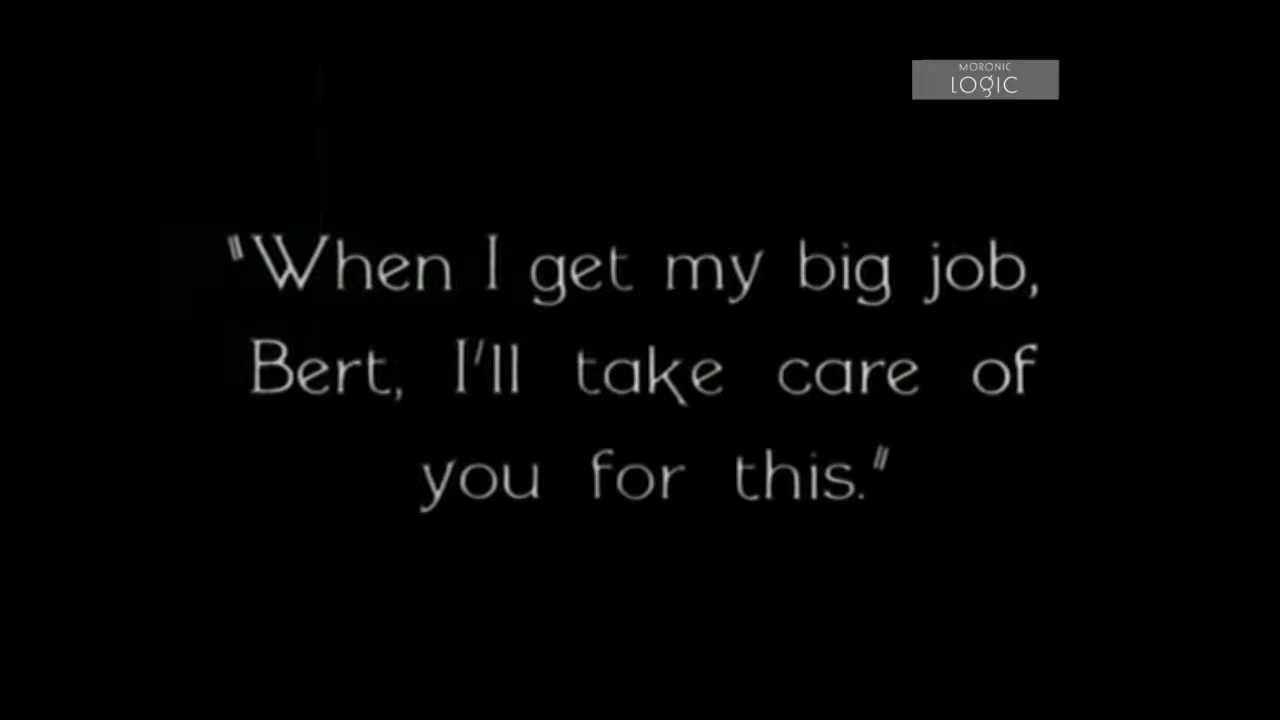 MORONIC
LOGIC
"When I get my big job,
Bert, I'll take care of
you for this."